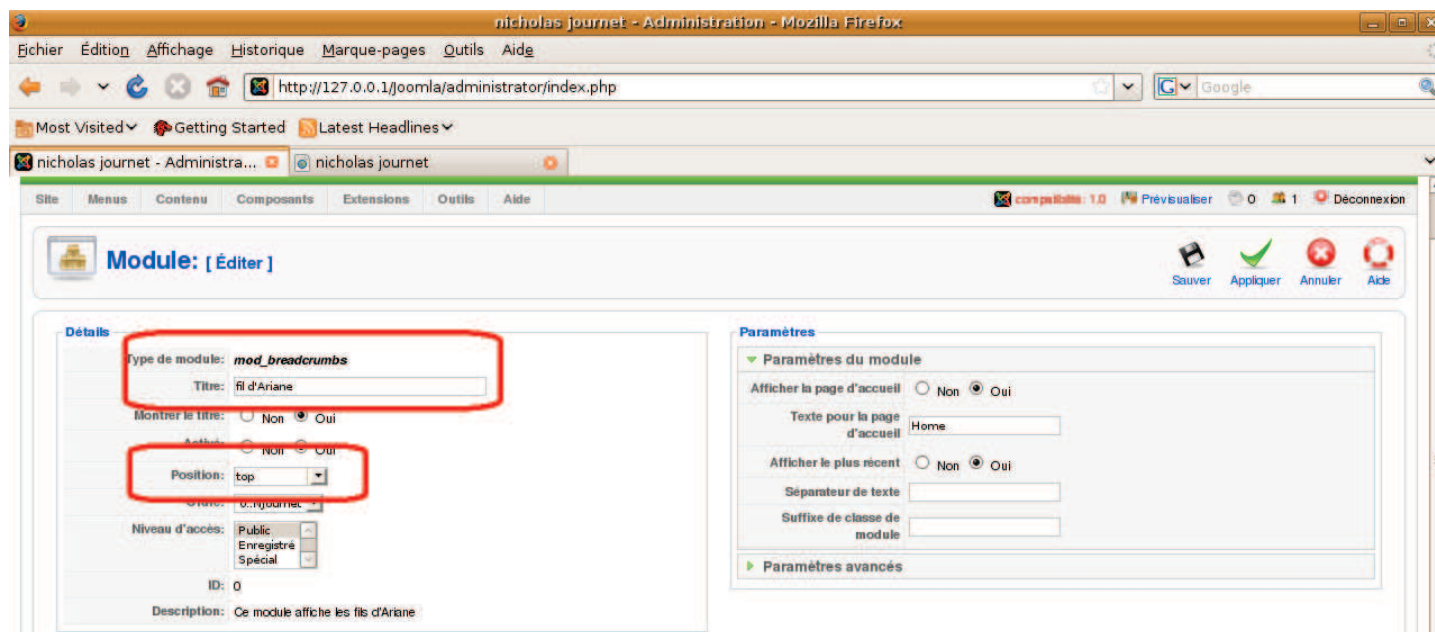 nicholas journet - Administration - Mozilla Firefox
Fichier Édition Affichage Historique Marque-pages Outils Aide
http://127.0.0.1/Joomla/administrator/index.php
Google
Most Visited Getting Started Latest Headlines
nicholas journet - Administra... nicholas journet
Site Menus Contenu Composants Extensions Outils Aide compatibilité: 1.0 Prévisualiser 0 1 Déconnexion
Module: [ Éditer ]
Sauver Appliquer Annuler Aide
Détails
Type de module: mod_breadcrumbs
Titre: fil d'Ariane
Montrer le titre: Non Oui
Activé: Non Oui
Position: top
Ordre: 0..Njournet
Niveau d'accès: Public
Enregistré
Spécial
ID: 0
Description: Ce module affiche les fils d'Ariane
Paramètres
Paramètres du module
Afficher la page d'accueil Non Oui
Texte pour la page d'accueil Home
Afficher le plus récent Non Oui
Séparateur de texte
Suffixe de classe de module
Paramètres avancés